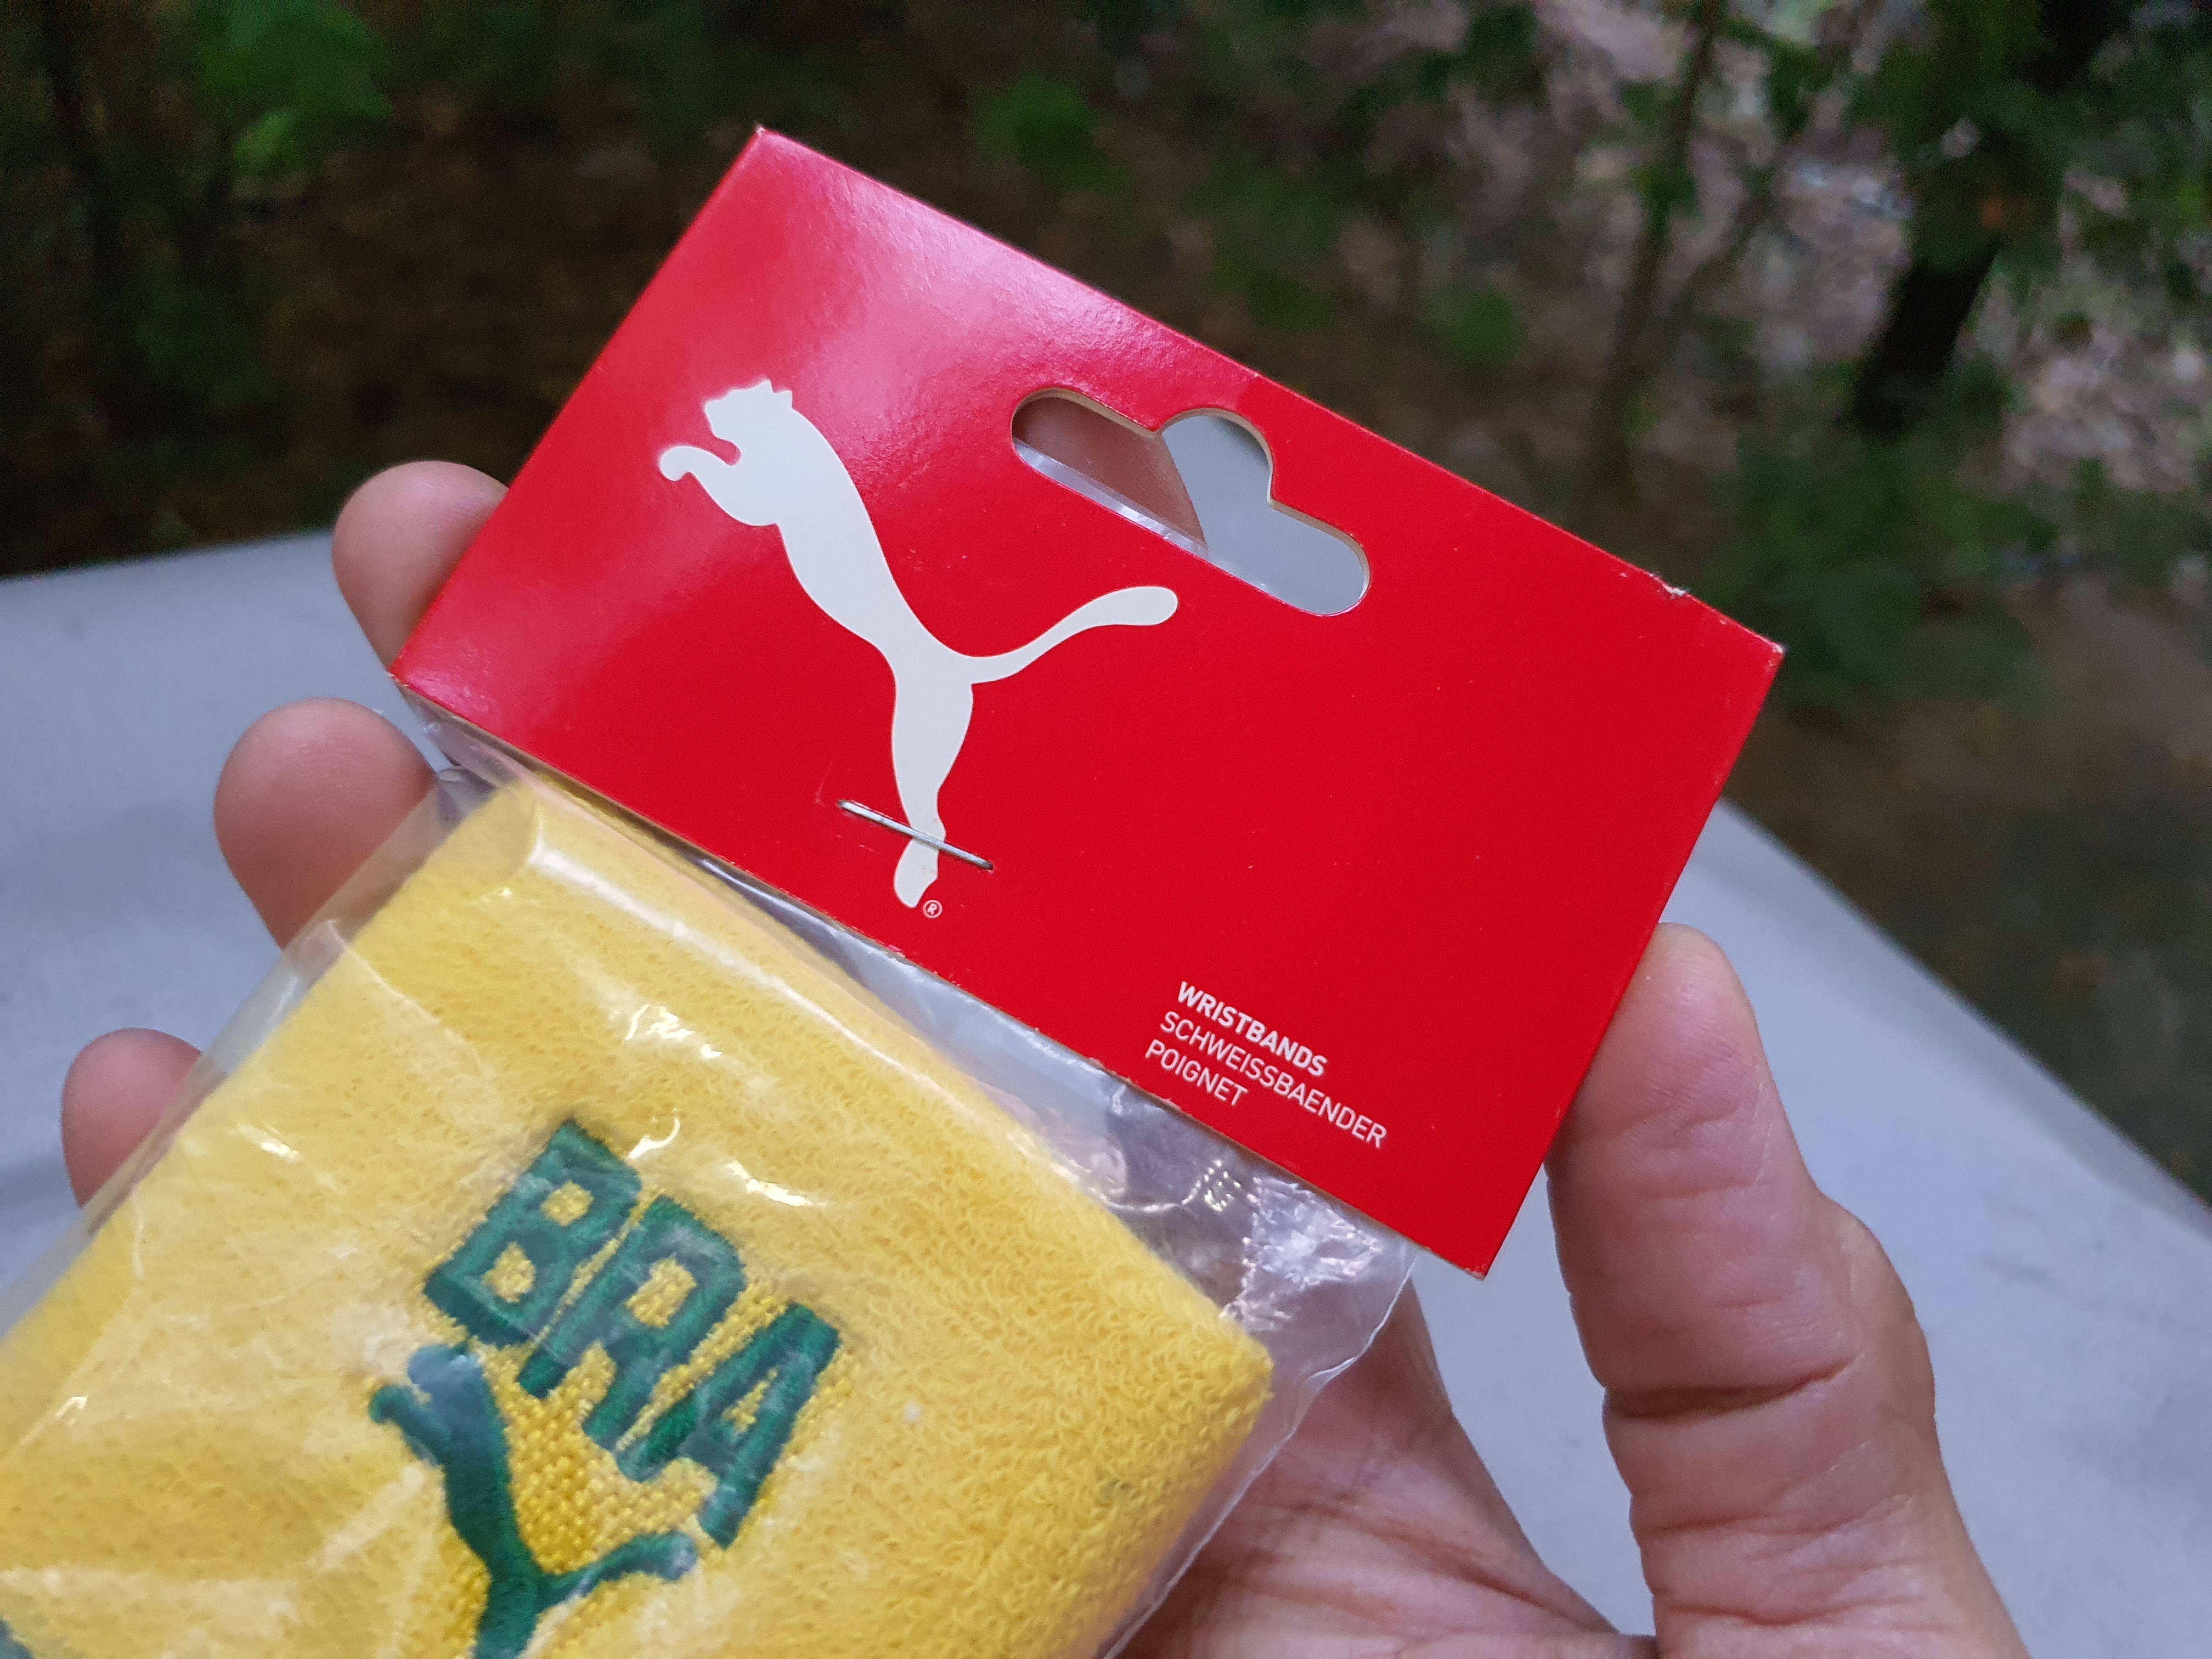 ®
WRISTBANDS
SCHWEISSBAENDER
POIGNET
BRA